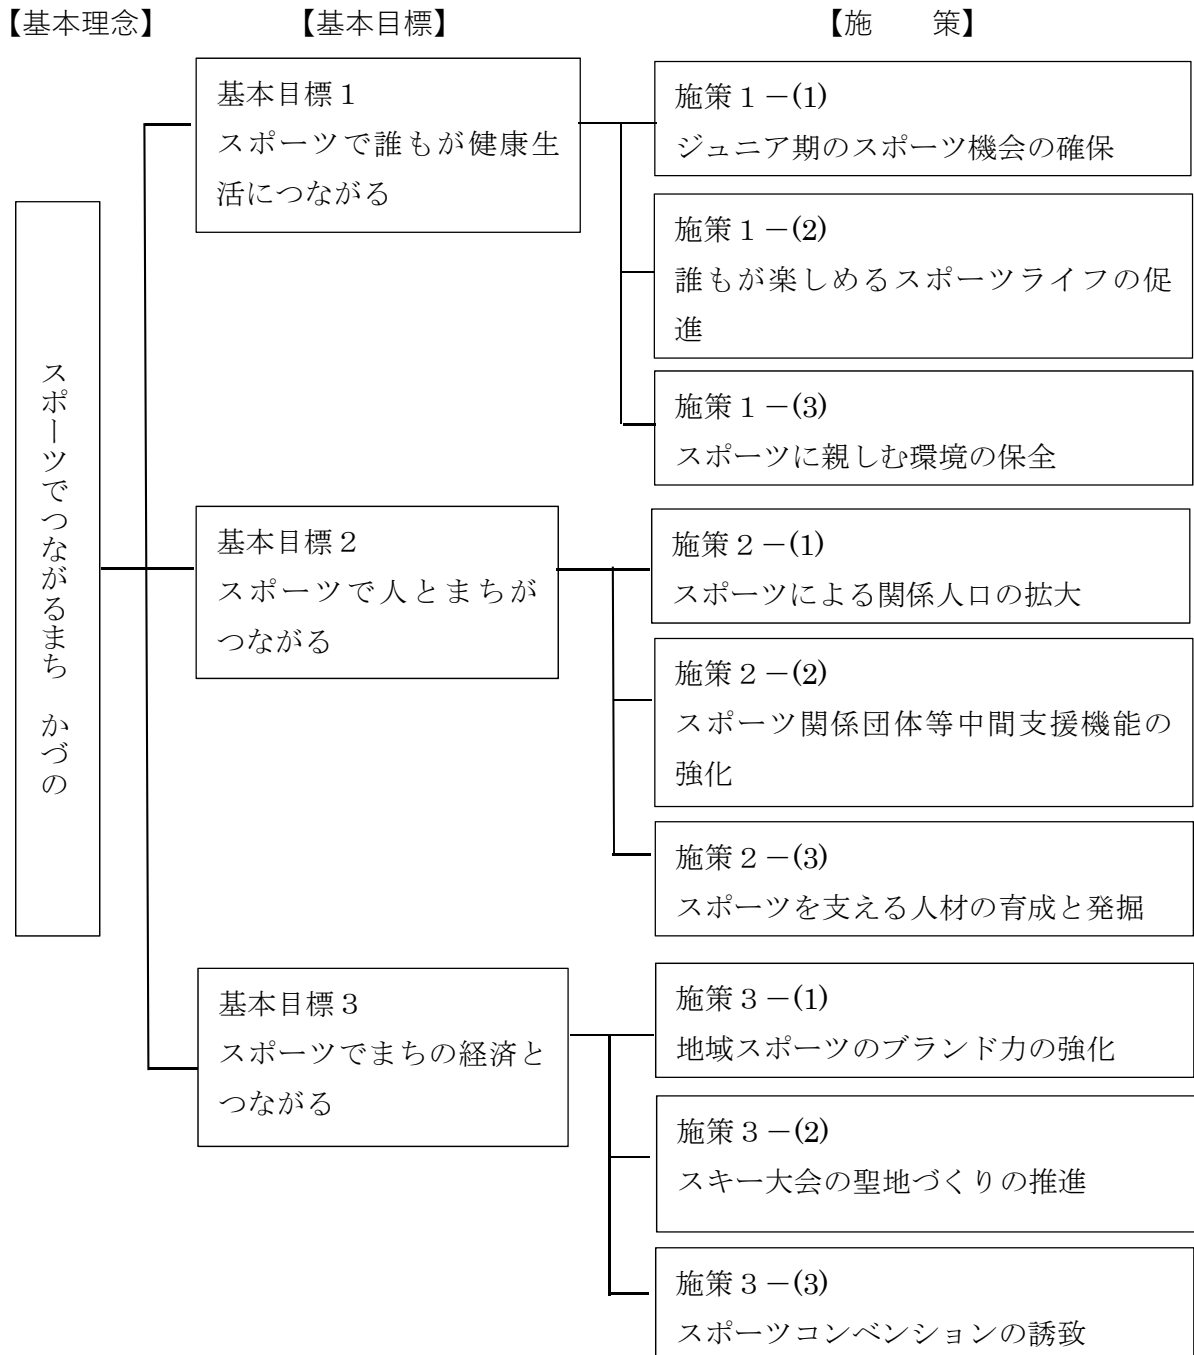 【基本理念】 【基本目標】 【施　　策】
スポーツでつながるまち　かづの
基本目標１
スポーツで誰もが健康生
活につながる
施策１－(1)
ジュニア期のスポーツ機会の確保
施策１－(2)
誰もが楽しめるスポーツライフの促
進
施策１－(3)
スポーツに親しむ環境の保全
基本目標２
スポーツで人とまちが
つながる
施策２－(1)
スポーツによる関係人口の拡大
施策２－(2)
スポーツ関係団体等中間支援機能の
強化
施策２－(3)
スポーツを支える人材の育成と発掘
基本目標３
スポーツでまちの経済と
つながる
施策３－(1)
地域スポーツのブランド力の強化
施策３－(2)
スキー大会の聖地づくりの推進
施策３－(3)
スポーツコンベンションの誘致